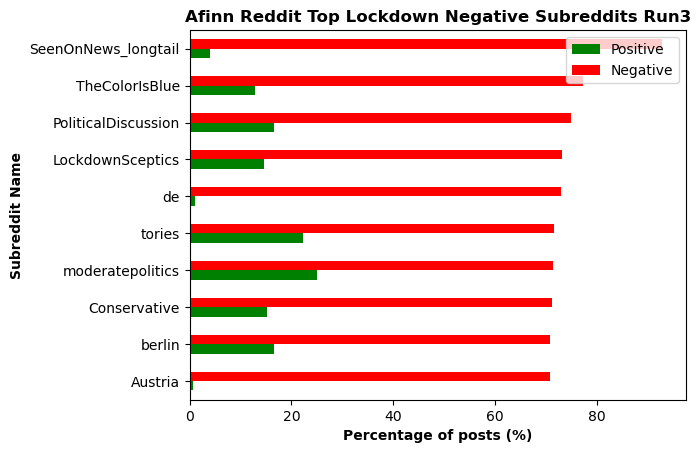 Afinn Reddit Top Lockdown Negative Subreddits Run3
Positive
Negative
SeenOnNews_longtail
TheColorIsBlue
PoliticalDiscussion
LockdownSceptics
de
tories
moderatepolitics
Conservative
berlin
Austria
Subreddit Name
0 20 40 60 80
Percentage of posts (%)